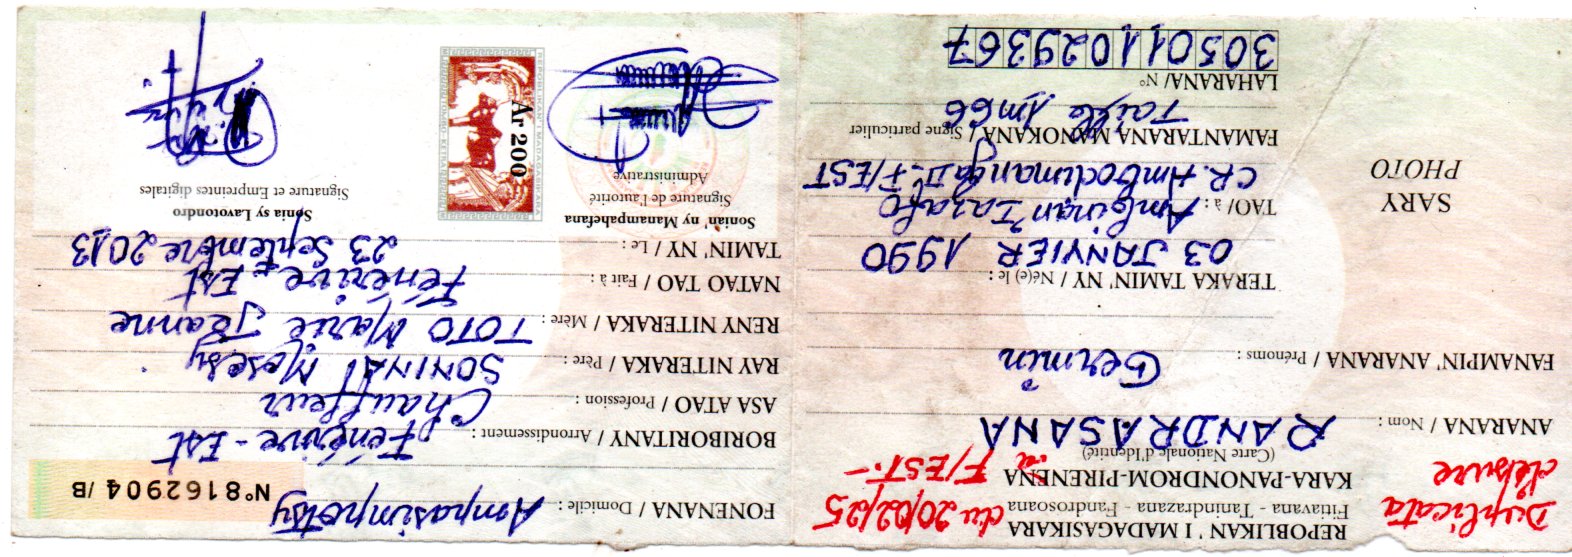 Duplicata
d'usure
du 20/02/25
à F/EST.-
REPOBLIKAN ' I MADAGASIKARA
Fitiavana - Tanindrazana - Fandrosoana
KARA-PANONDROM-PIRENENA
(Carte Nationale d'Identité)
ANARANA / Nom : RANDRASANA
FANAMPIN' ANARANA / Prénoms : Germin
TERAKA TAMIN' NY / Né(e) le :
03 JANVIER 1990
TAO/ à : Ambinan'Iazafo
CR. Ambodimanga II - F/EST
FAMANTARANA MANOKANA / Signe particulier
Taille 1m66
LAHARANA/ N°
305011029367
SARY
PHOTO
FONENANA / Domicile : Ampasimpotsy
N°8162904 /B
BORIBORITANY / Arrondissement : Fénérive - Est
ASA ATAO / Profession : Chauffeur
RAY NITERAKA / Père : SONINA Mosesy
RENY NITERAKA / Mère : TOTO Marie Jeanne
NATAO TAO / Fait à : Fénérive - Est
TAMIN' NY / Le : 23 Septembre 2013
Sonian' ny Manampahefana
Signature de l'autorité
Administrative
Ar 200
REPOBLIKAN'I MADAGASIKARA
Sonia sy Lavotondro
Signature et Empreintes digitales